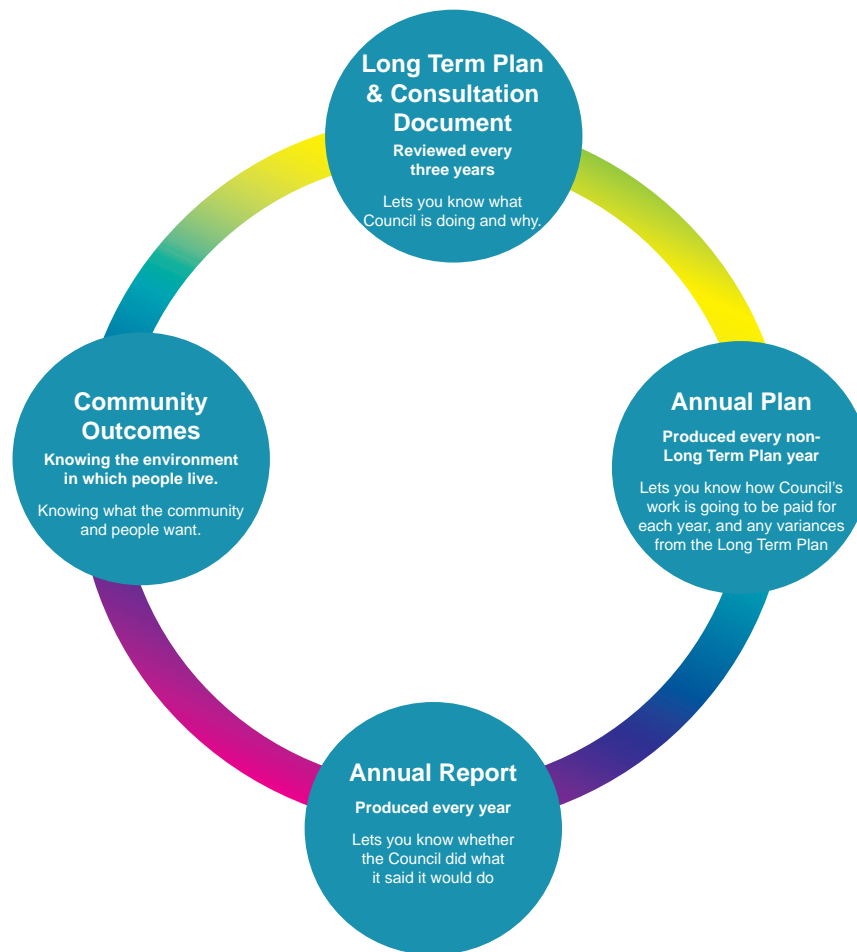 Long Term Plan
& Consultation
Document
Reviewed every
three years
Lets you know what
Council is doing and why.
Community
Outcomes
Knowing the environment
in which people live.
Knowing what the community
and people want.
Annual Plan
Produced every non-
Long Term Plan year
Lets you know how Council’s
work is going to be paid for
each year, and any variances
from the Long Term Plan
Annual Report
Produced every year
Lets you know whether
the Council did what
it said it would do